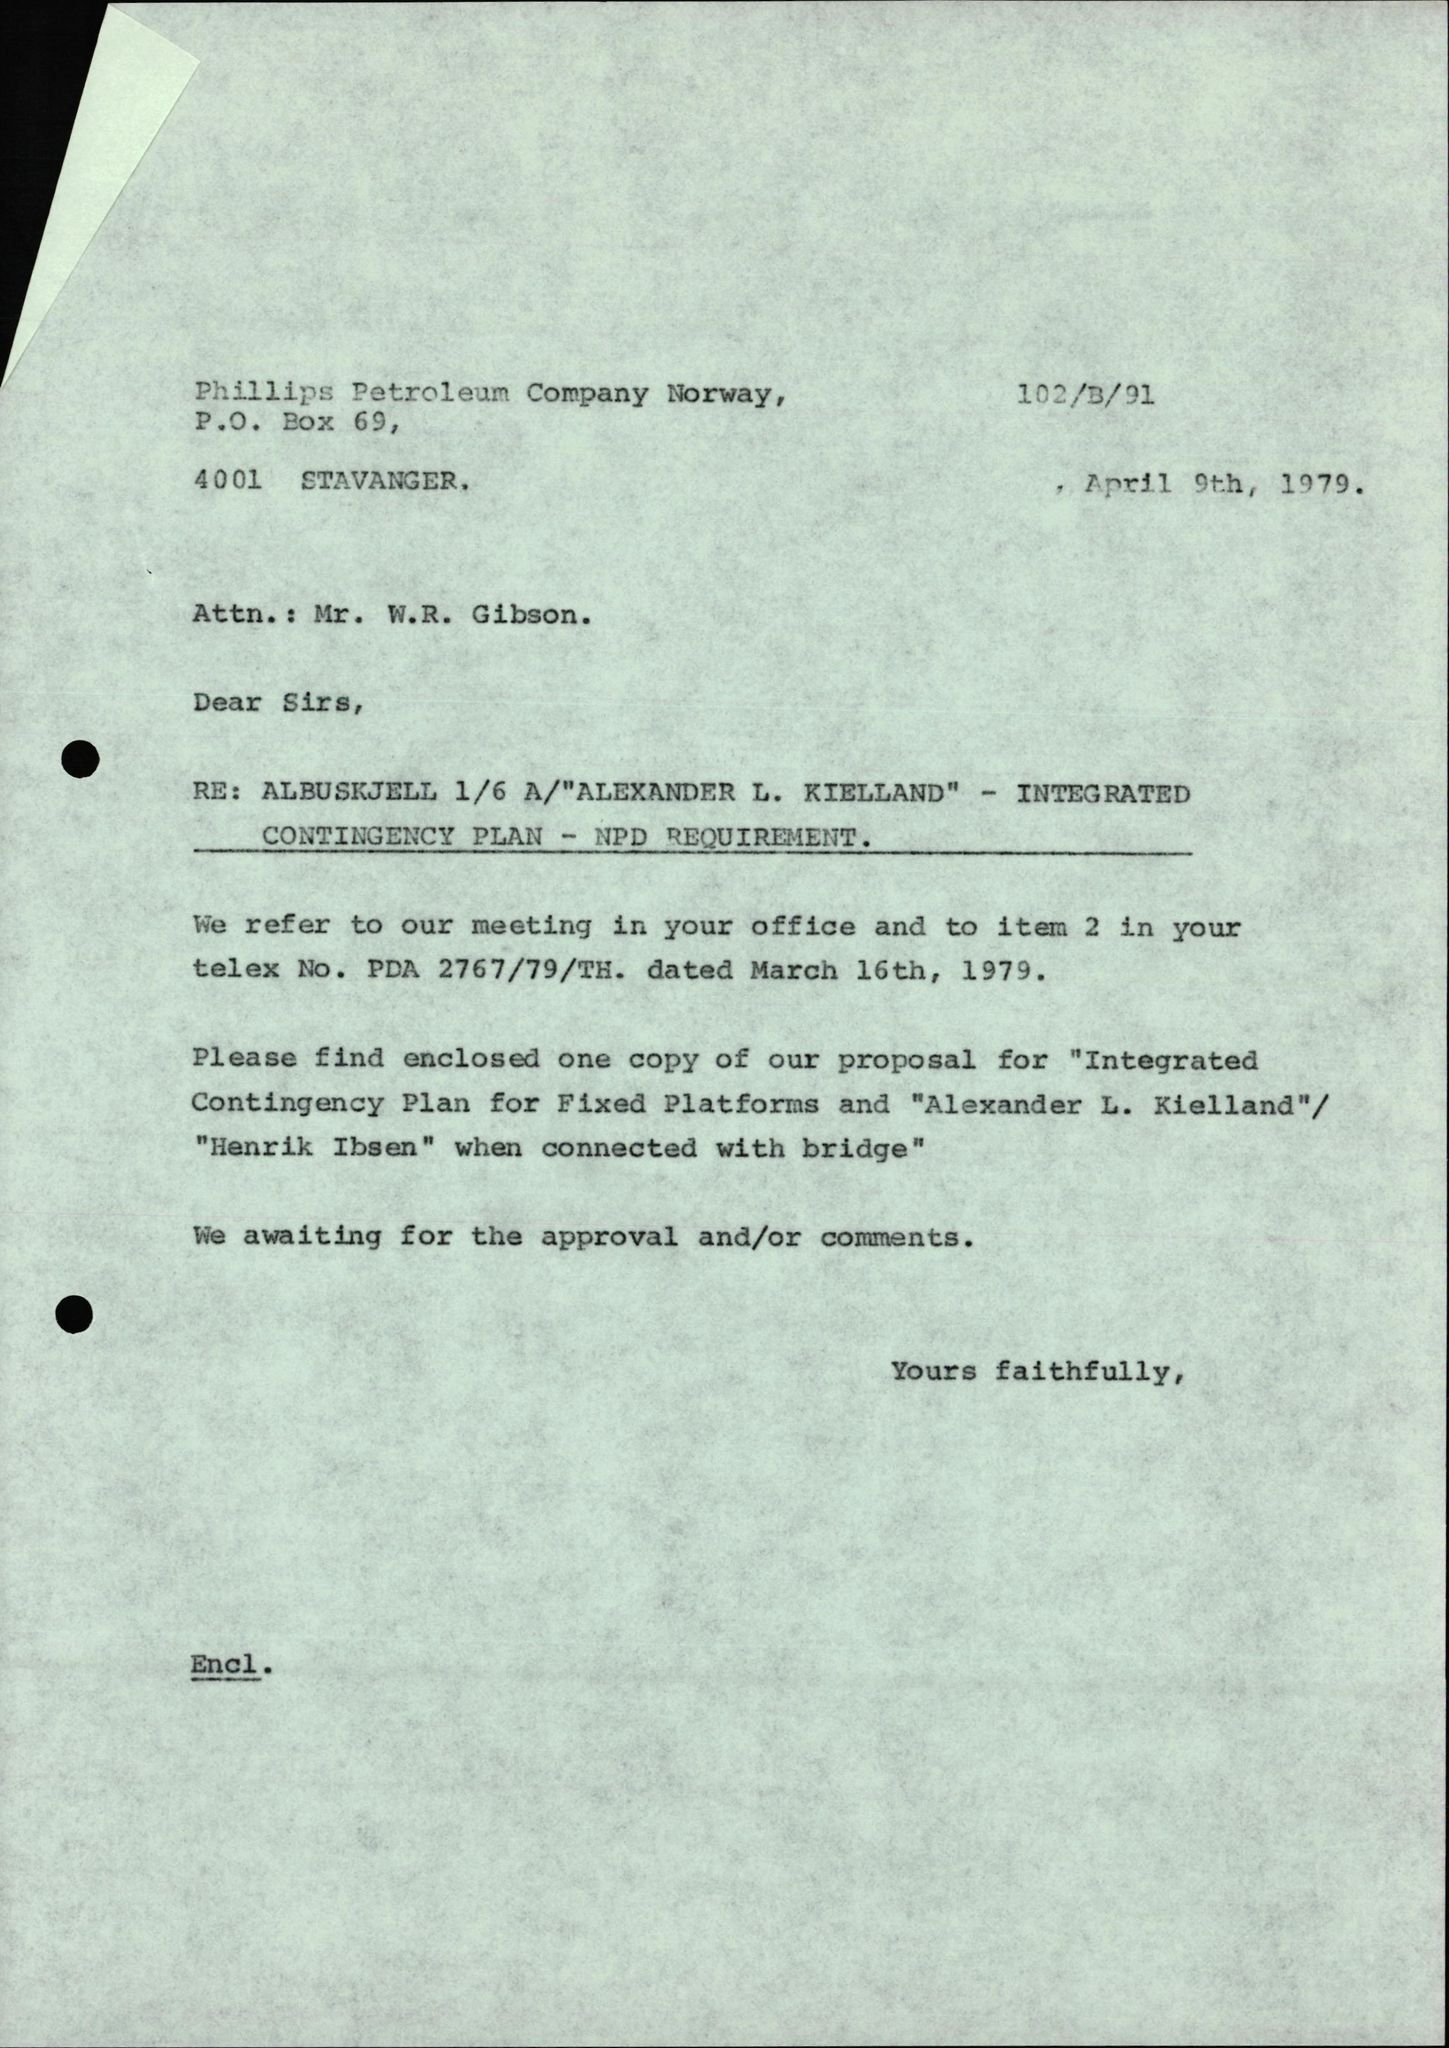 Phillips Petroleum Company Norway,
102/B/91
P.O. Box 69,
4001 STAVANGER.
. April 9th, 1979.
Attn.: Mr. W.R. Gibson.
Dear Sirs,
RE: ALBUSKJELL 1/6 A/"ALEXANDER L. KIELLAND" - INTEGRATED
CONTINGENCY PLAN - NPD REQUIREMENT.
We refer to our meeting in your office and to item 2 in your
telex No. PDA 2767/79/TH. dated March 16th, 1979.
Please find enclosed one copy of our proposal for "Integrated
Contingency Plan for Fixed Platforms and "Alexander L. Kielland"/
"Henrik Ibsen" when connected with bridge"
We awaiting for the approval and/or comments.
Yours faithfully,
Encl.